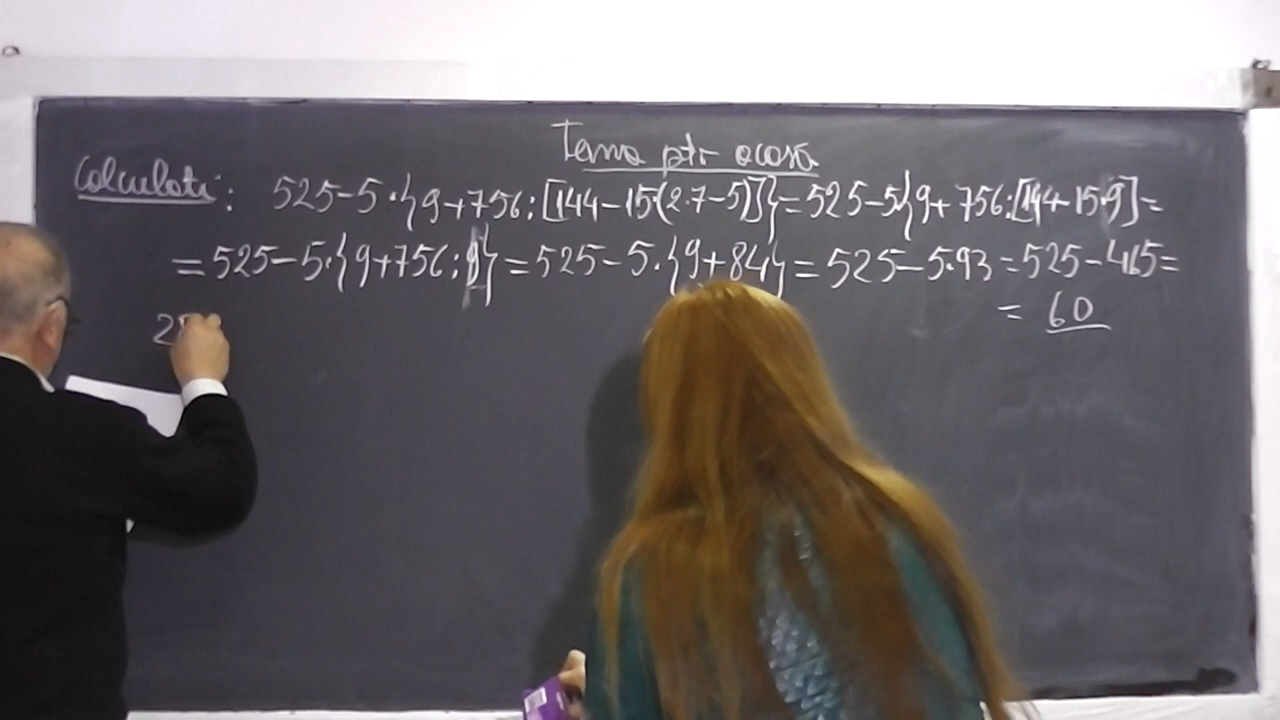 Tema ptr acasă
Calculati: 525-5·{9+756:[144-15·(2·7-5)]}=525-5{9+756:[144-15·9]=
=525-5·{9+756:9}=525-5·{9+84}=525-5·93=525-465=
=60